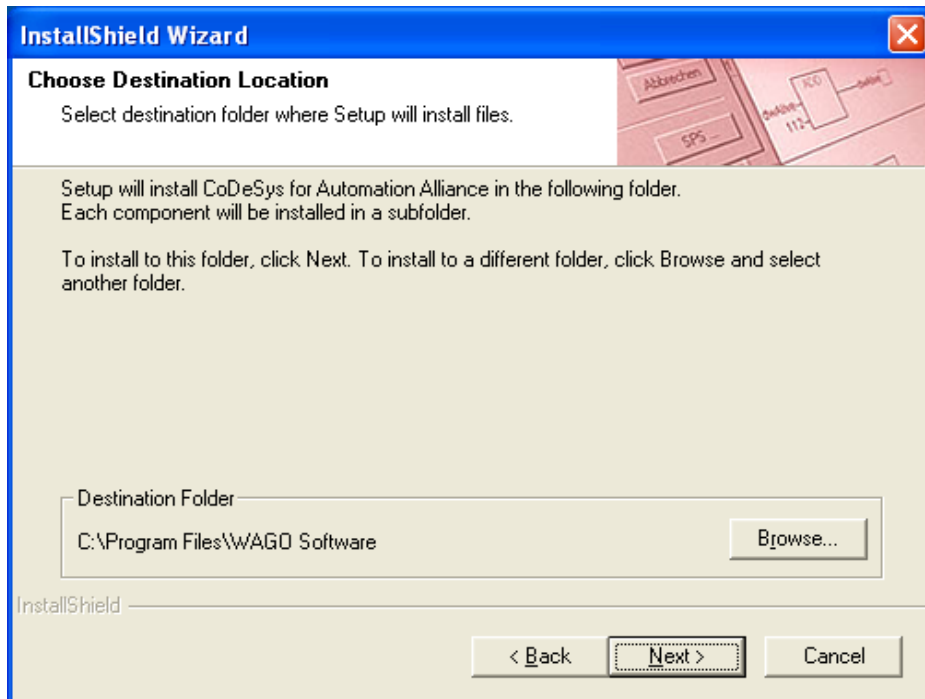 InstallShield Wizard
Choose Destination Location
Select destination folder where Setup will install files.
Abbrechen
SPS ...
ADD
112
Setup will install CoDeSys for Automation Alliance in the following folder.
Each component will be installed in a subfolder.
To install to this folder, click Next. To install to a different folder, click Browse and select
another folder.
Destination Folder
C:\Program Files\WAGO Software
Browse...
InstallShield
< Back
Next >
Cancel